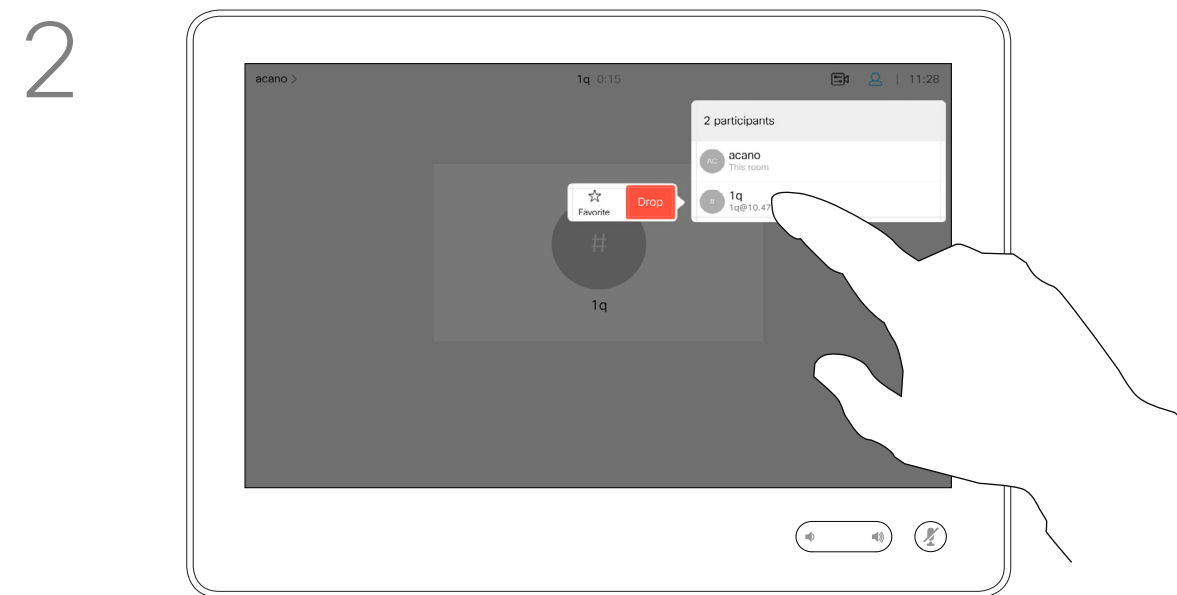 2
acano >
1q 0:15
| 11:28
2 participants
AC
acano
This room
#
1q
1q@10.47
Favorite
Drop
#
1q